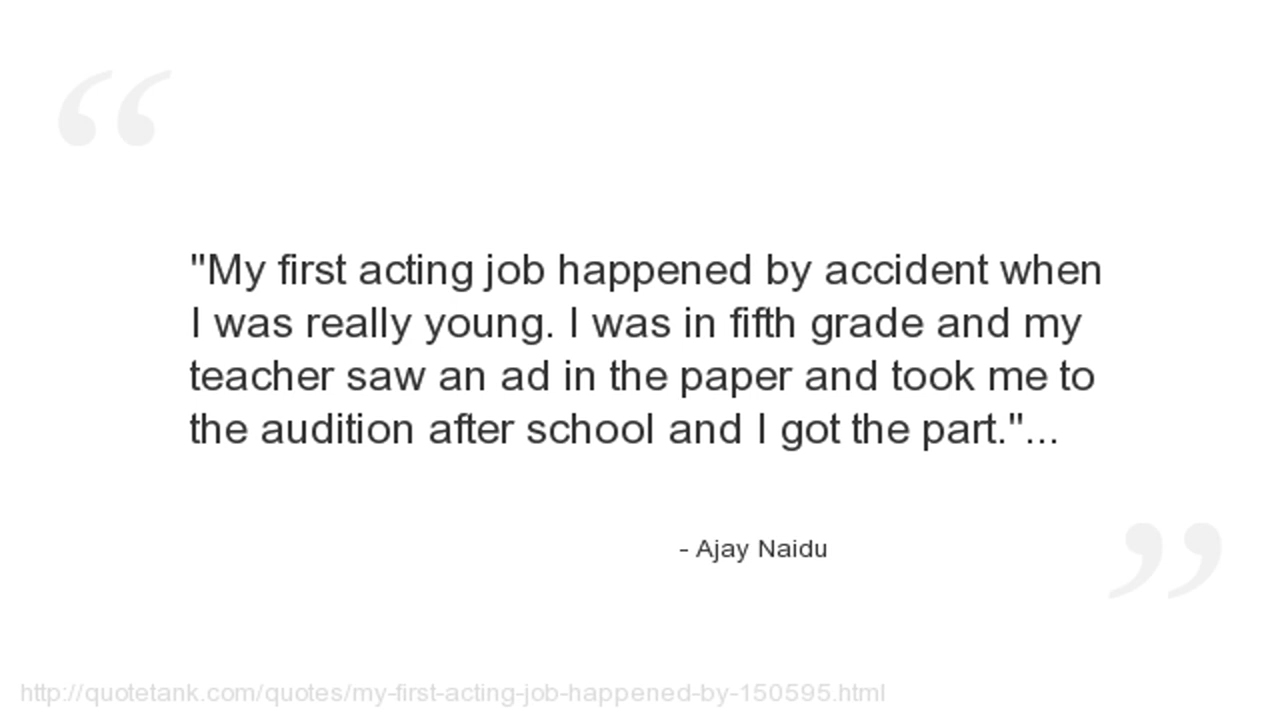 "My first acting job happened by accident when
I was really young. I was in fifth grade and my
teacher saw an ad in the paper and took me to
the audition after school and I got the part."...
- Ajay Naidu
http://quotetank.com/quotes/my-first-acting-job-happened-by-150595.html